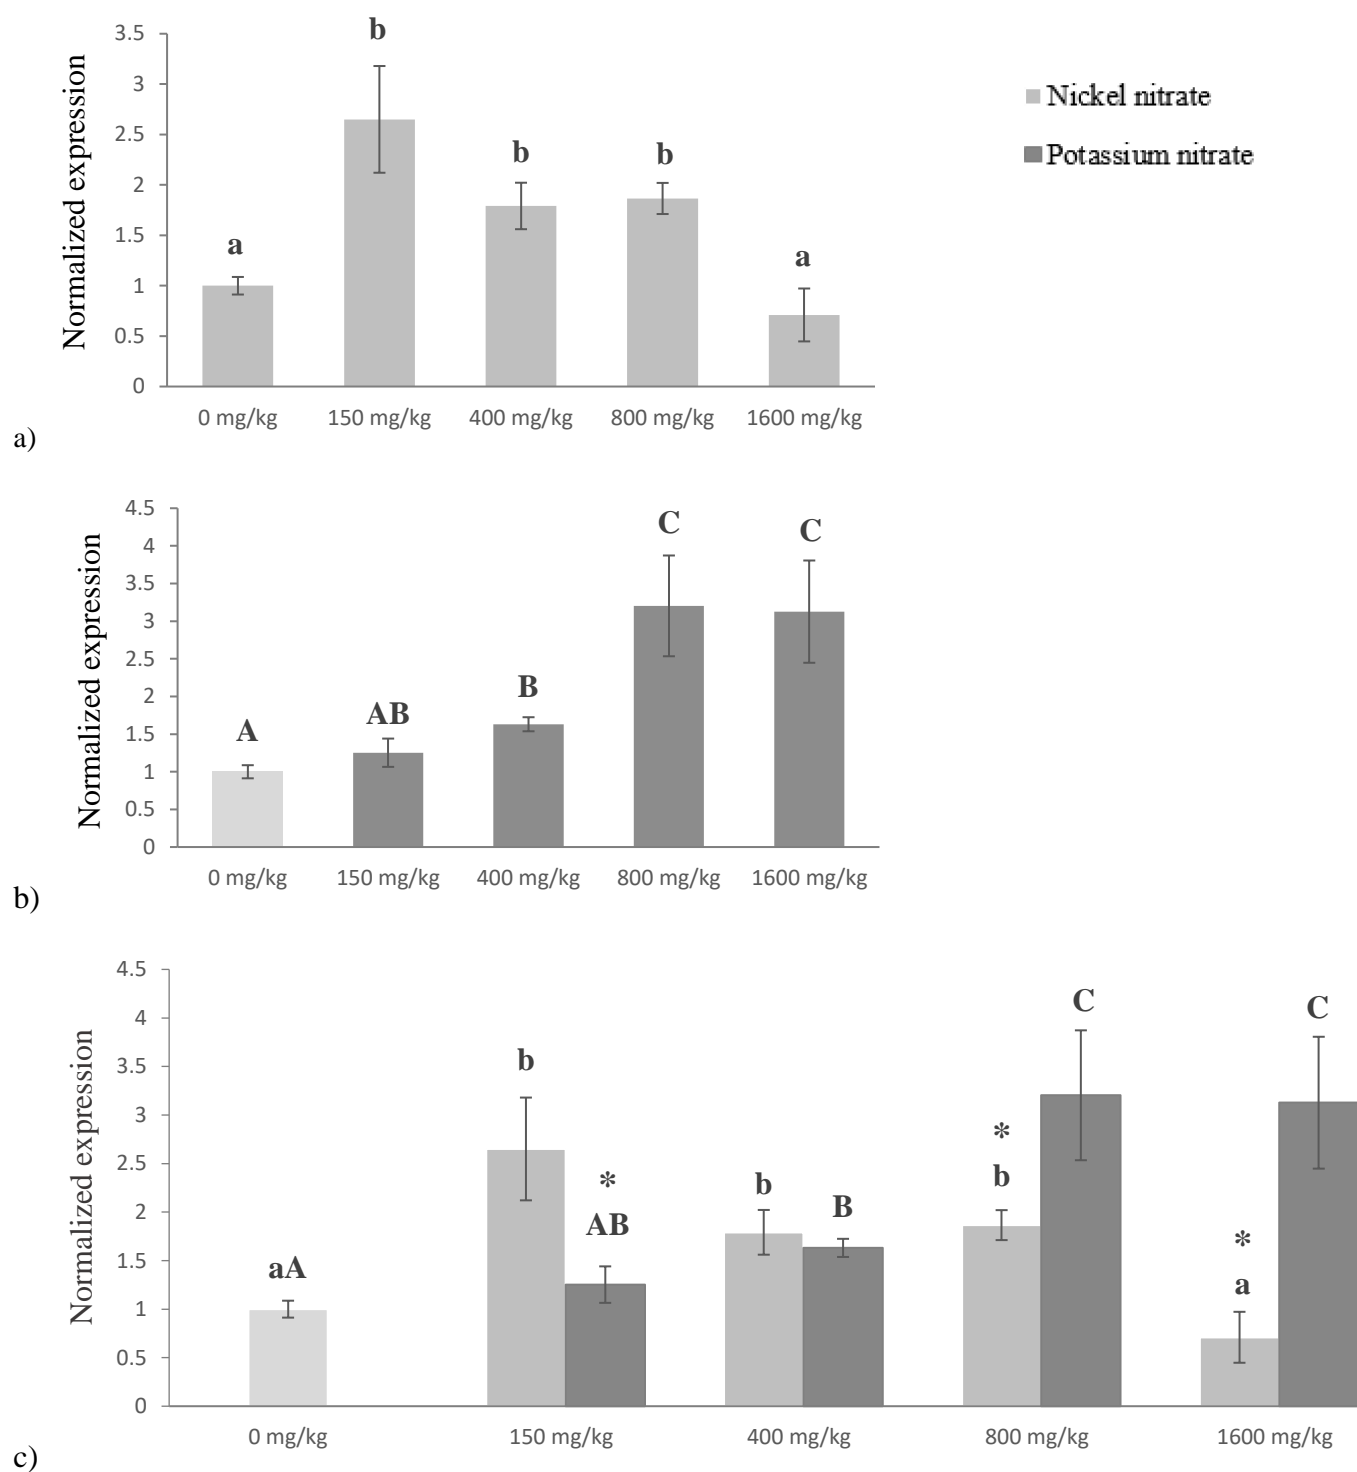 3.5
3
2.5
2
1.5
1
0.5
0
Normalized expression
a
b
b
b
a
0 mg/kg
150 mg/kg
400 mg/kg
800 mg/kg
1600 mg/kg
a)
Nickel nitrate
Potassium nitrate
4.5
4
3.5
3
2.5
2
1.5
1
0.5
0
Normalized expression
A
AB
B
C
C
0 mg/kg
150 mg/kg
400 mg/kg
800 mg/kg
1600 mg/kg
b)
4.5
4
3.5
3
2.5
2
1.5
1
0.5
0
Normalized expression
aA
b
*
AB
b
B
*
b
C
*
a
C
0 mg/kg
150 mg/kg
400 mg/kg
800 mg/kg
1600 mg/kg
c)